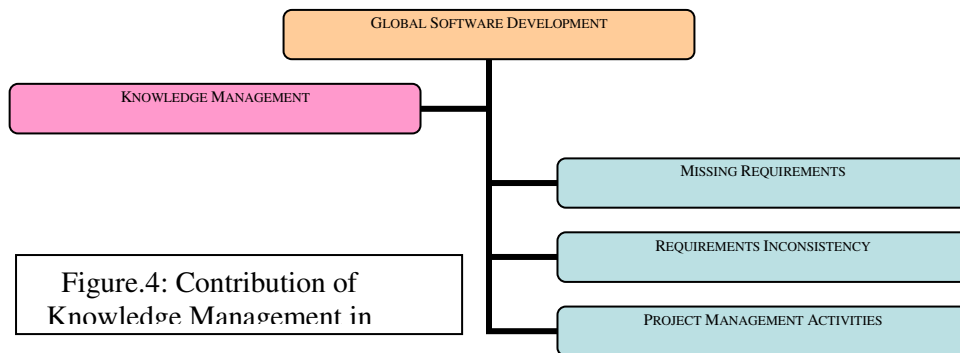 GLOBAL SOFTWARE DEVELOPMENT
KNOWLEDGE MANAGEMENT
MISSING REQUIREMENTS
REQUIREMENTS INCONSISTENCY
PROJECT MANAGEMENT ACTIVITIES
Figure.4: Contribution of
Knowledge Management in